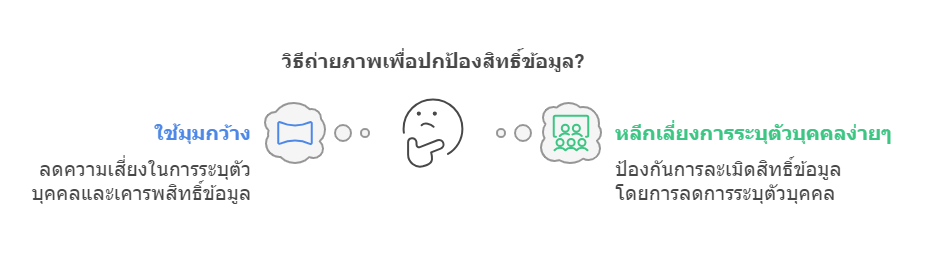 วิธีถ่ายภาพเพื่อปกป้องสิทธิ์ข้อมูล?
ใช้มุมกว้าง
ลดความเสี่ยงในการระบุตัว
บุคคลและเคารพสิทธิ์ข้อมูล
หลีกเลี่ยงการระบุตัวบุคคลง่ายๆ
ป้องกันการละเมิดสิทธิ์ข้อมูล
โดยการลดการระบุตัวบุคคล